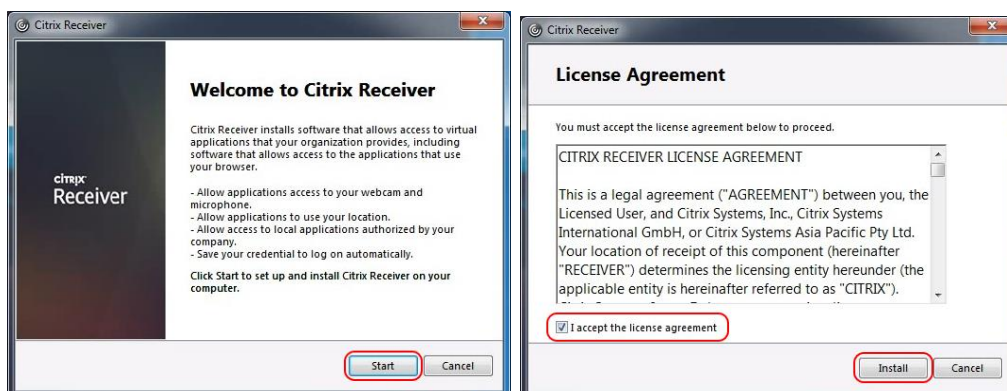 Citrix Receiver
CITRIX
Receiver
Welcome to Citrix Receiver
Citrix Receiver installs software that allows access to virtual
applications that your organization provides, including
software that allows access to the applications that use
your browser.
- Allow applications access to your webcam and
microphone.
- Allow applications to use your location.
- Allow access to local applications authorized by your
company.
- Save your credential to log on automatically.
Click Start to set up and install Citrix Receiver on your
computer.
Start
Cancel
Citrix Receiver
License Agreement
You must accept the license agreement below to proceed.
CITRIX RECEIVER LICENSE AGREEMENT
This is a legal agreement ("AGREEMENT") between you, the
Licensed User, and Citrix Systems, Inc., Citrix Systems
International GmbH, or Citrix Systems Asia Pacific Pty Ltd.
Your location of receipt of this component (hereinafter
"RECEIVER") determines the licensing entity hereunder (the
applicable entity is hereinafter referred to as "CITRIX").
I accept the license agreement
Install
Cancel